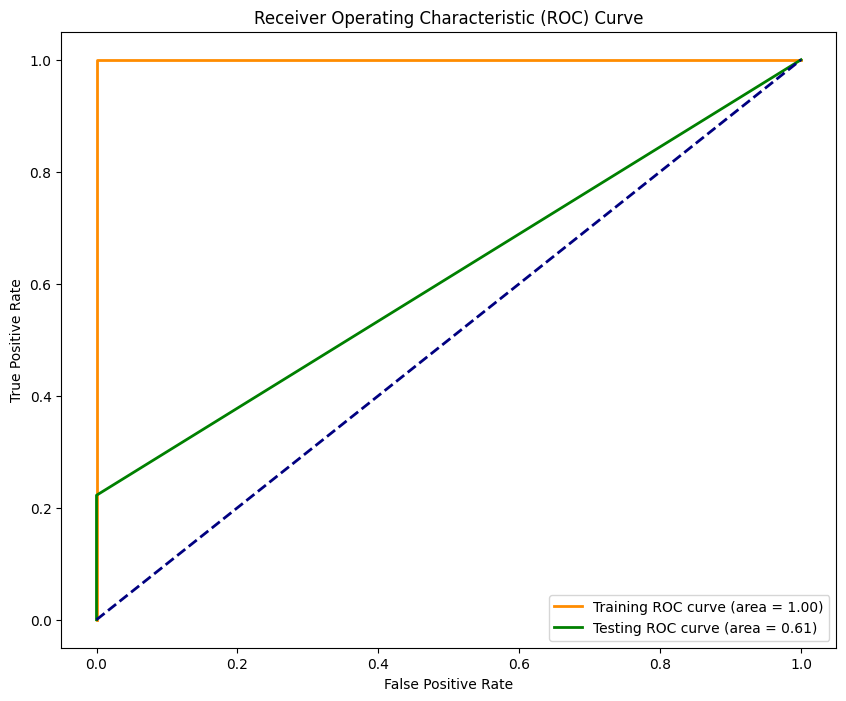 Receiver Operating Characteristic (ROC) Curve
1.0
0.8
0.6
0.4
0.2
0.0
True Positive Rate
Training ROC curve (area = 1.00)
Testing ROC curve (area = 0.61)
0.0 0.2 0.4 0.6 0.8 1.0
False Positive Rate